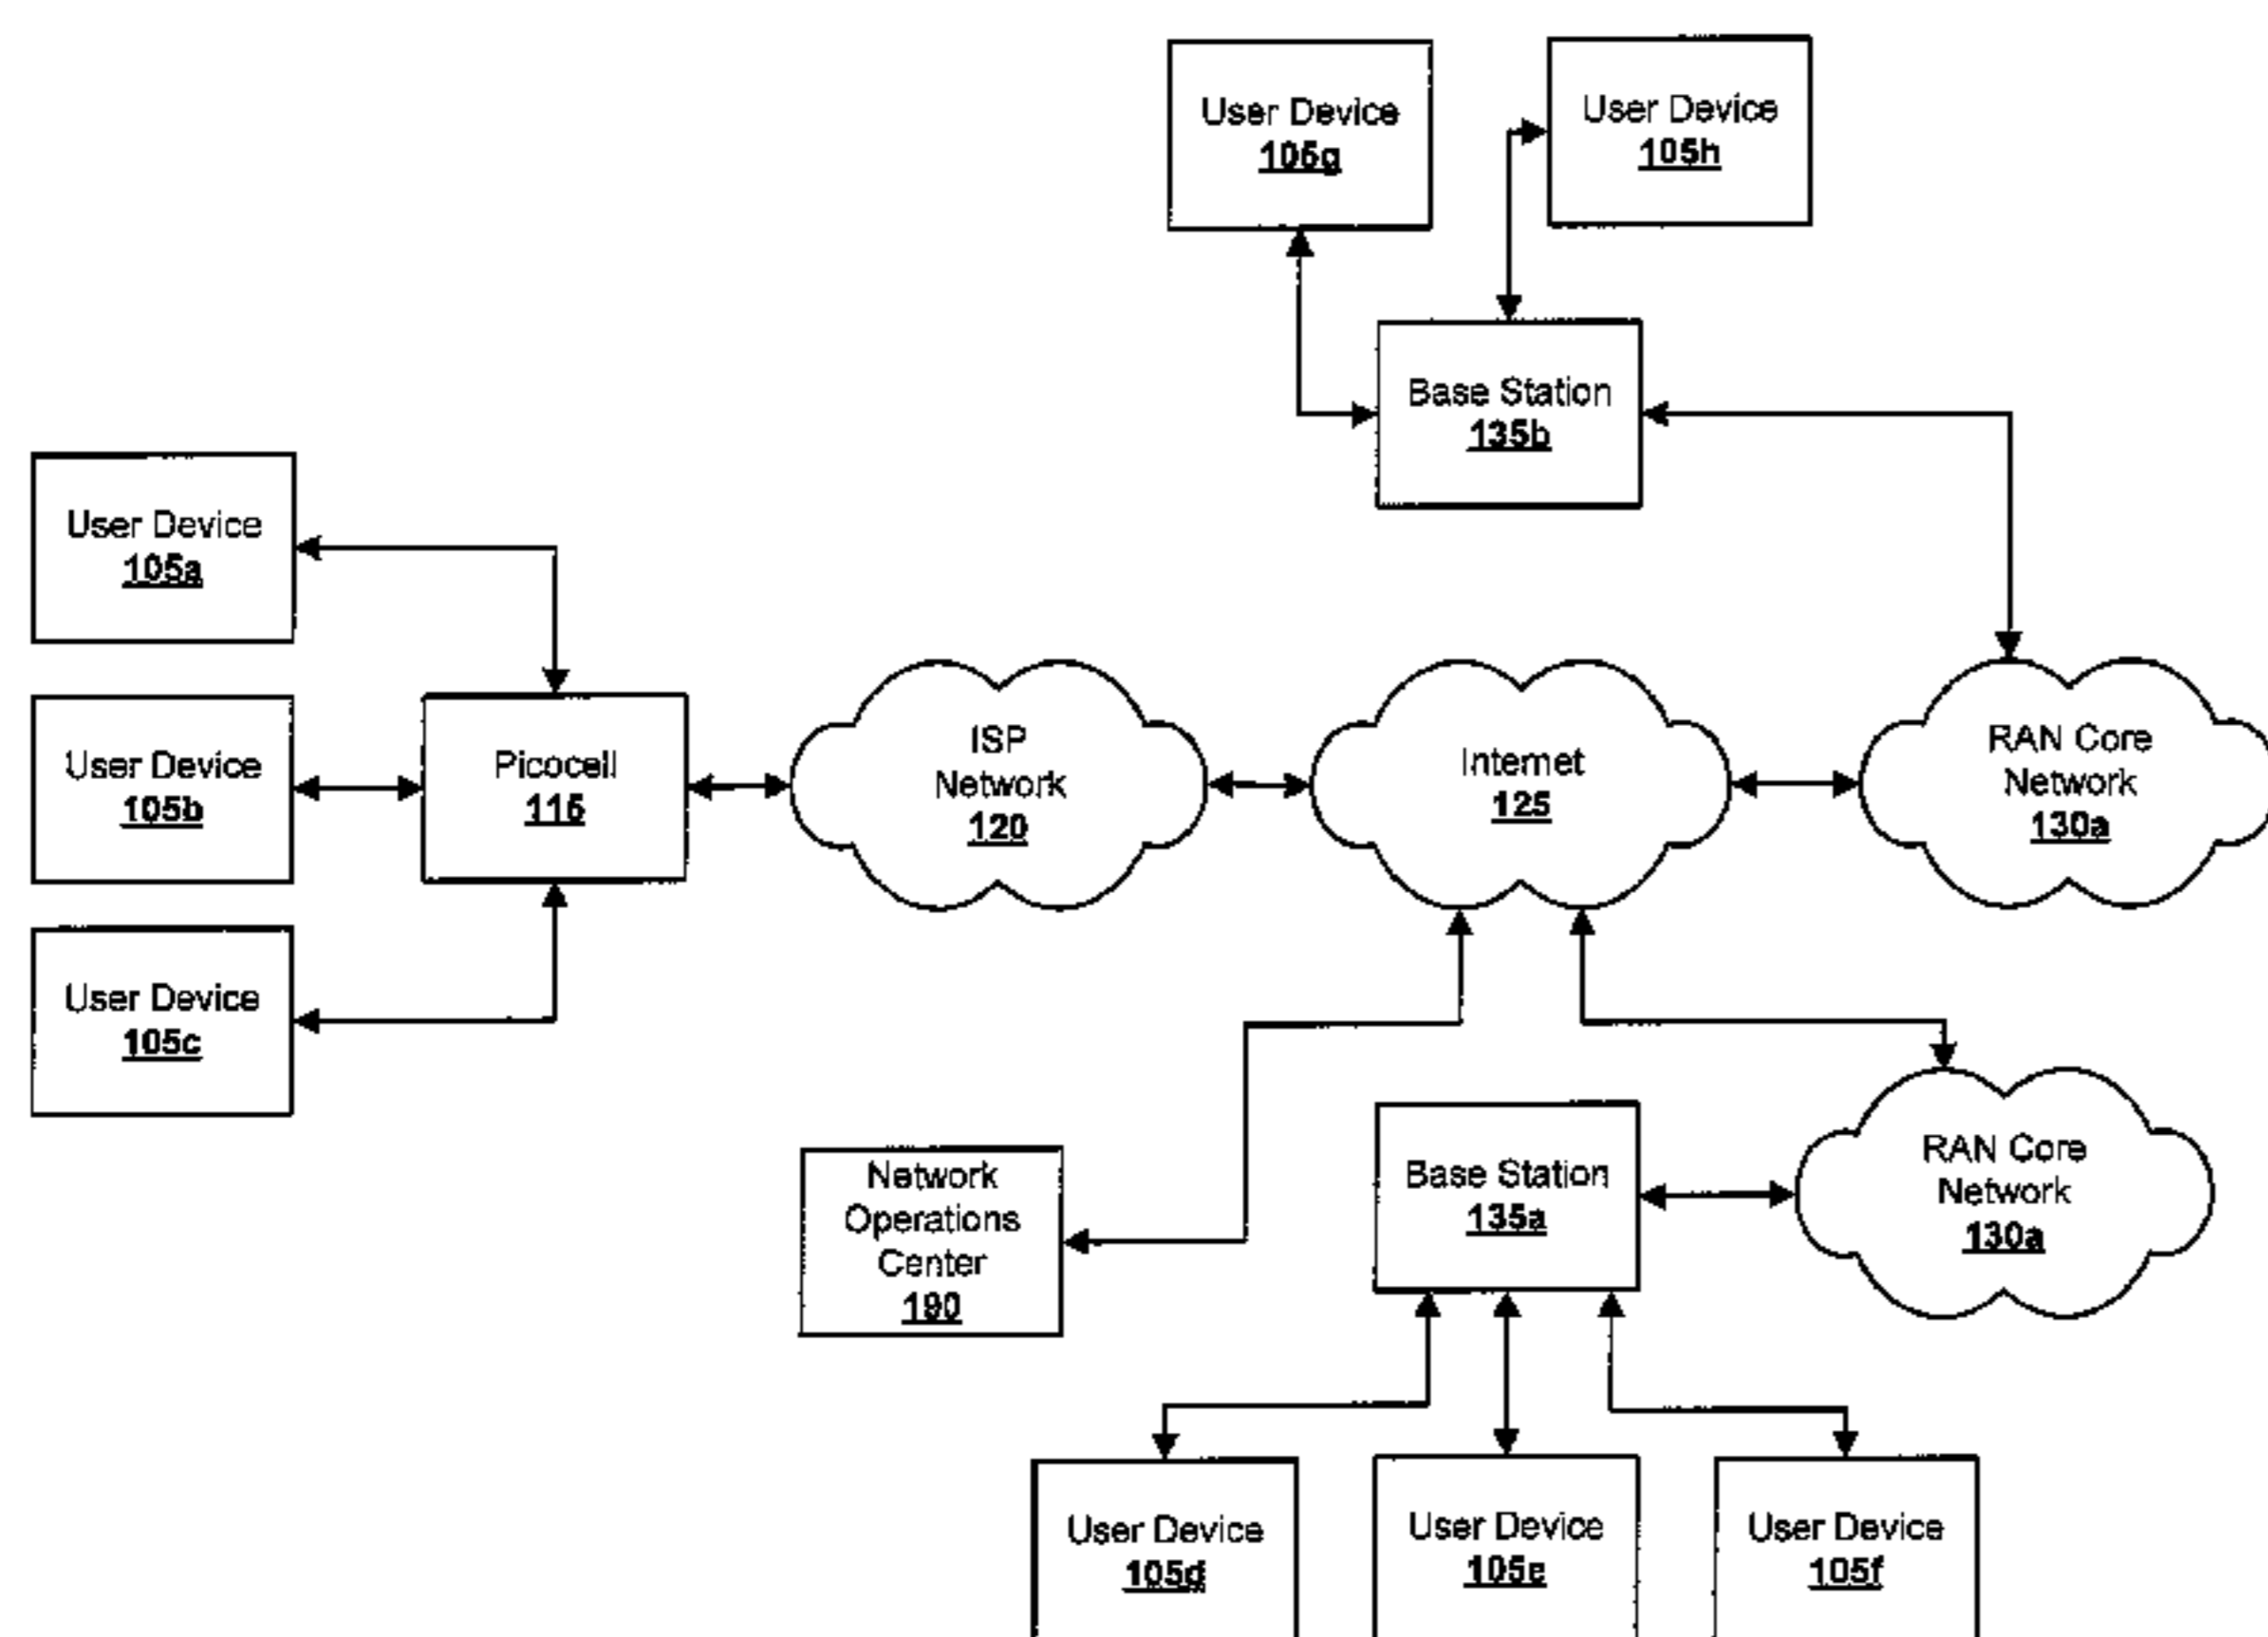 User Device
105g
User Device
105h
Base Station
135b
User Device
105a
User Device
105b
Picocell
115
ISP
Network
120
Internet
125
RAN Core
Network
130a
User Device
105c
Network
Operations
Center
190
Base Station
135a
RAN Core
Network
130a
User Device
105d
User Device
105e
User Device
105f